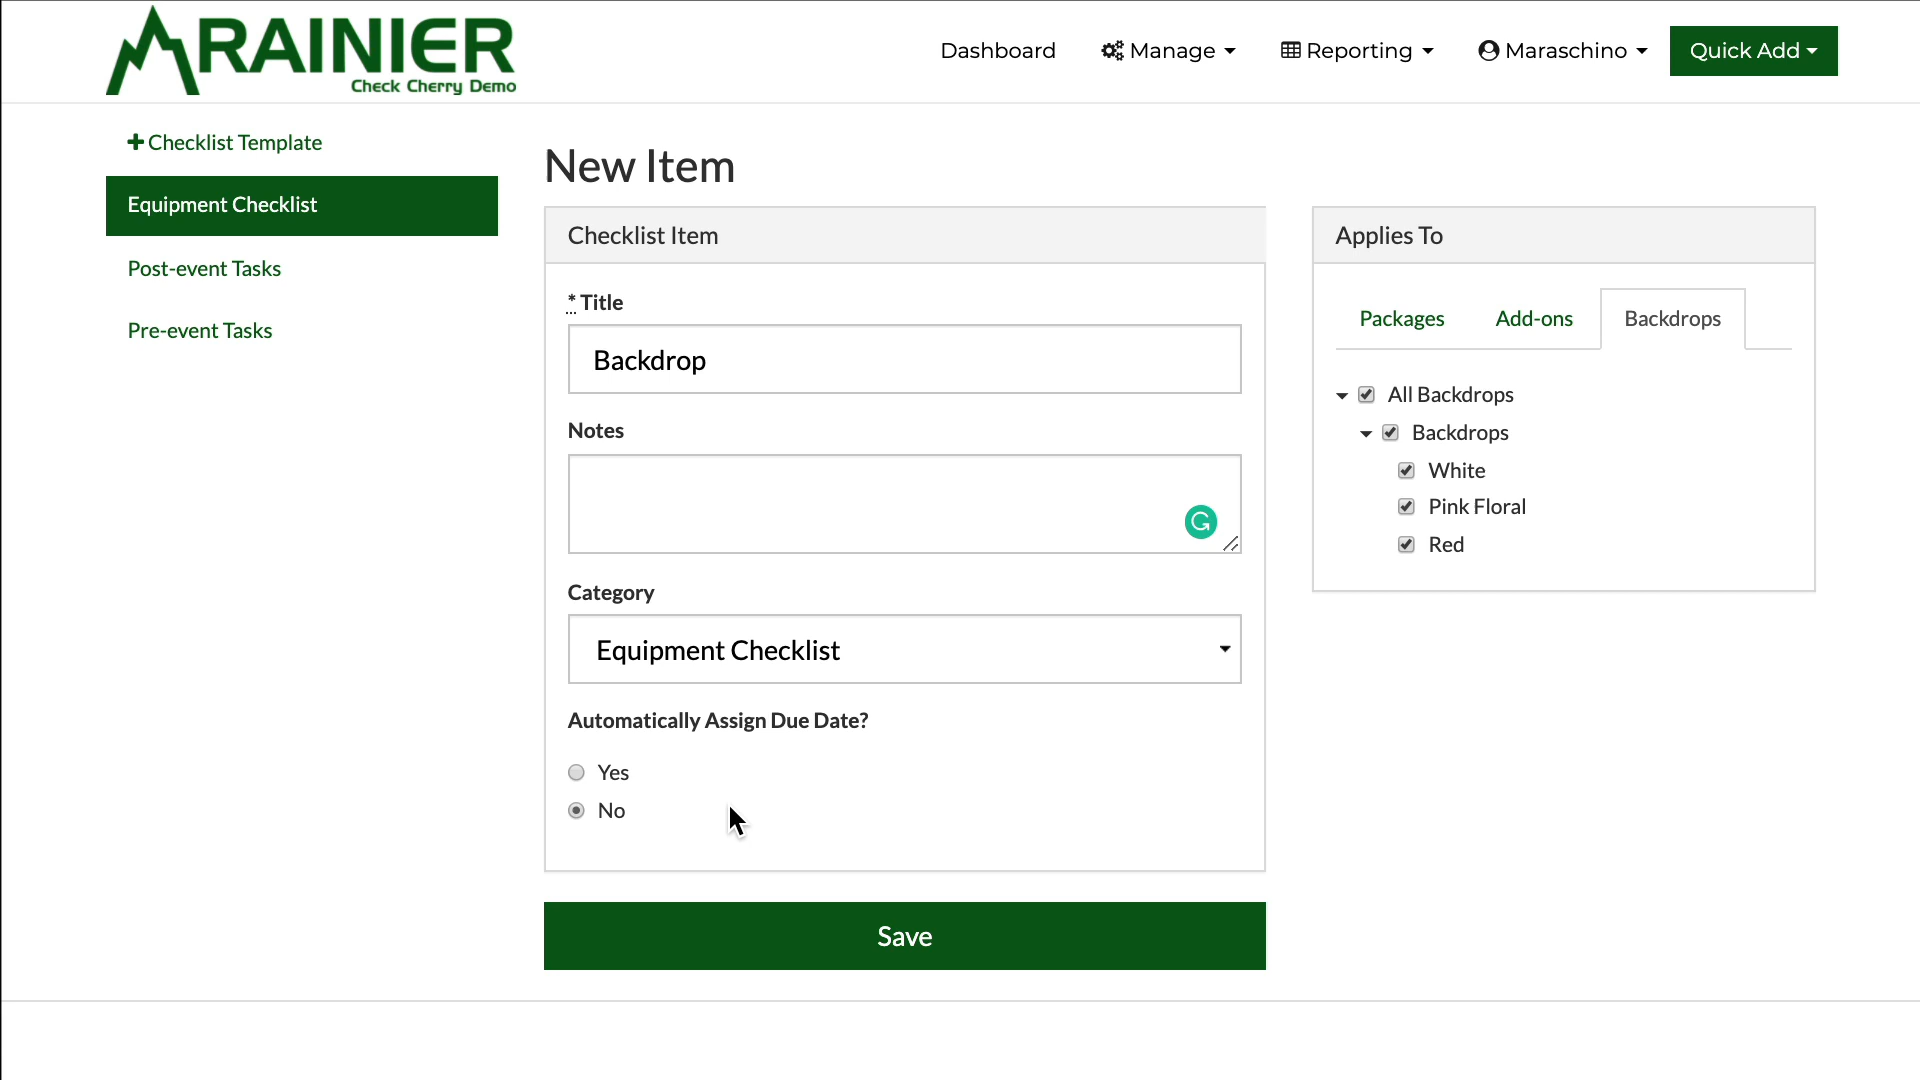 RAINIER
Check Cherry Demo
Dashboard
Manage
Reporting
Maraschino
Quick Add
Checklist Template
Equipment Checklist
Post-event Tasks
Pre-event Tasks
New Item
Checklist Item
* Title
Backdrop
Notes
Category
Equipment Checklist
Automatically Assign Due Date?
Yes
No
Save
Applies To
Packages
Add-ons
Backdrops
All Backdrops
Backdrops
White
Pink Floral
Red